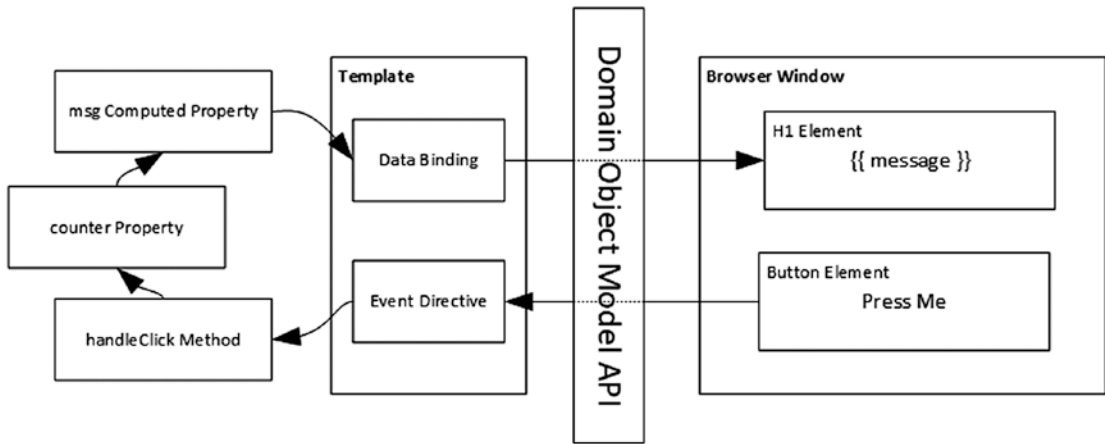 msg Computed Property
counter Property
handleClick Method
Template
Data Binding
Event Directive
Domain Object Model API
Browser Window
H1 Element
{{ message }}
Button Element
Press Me